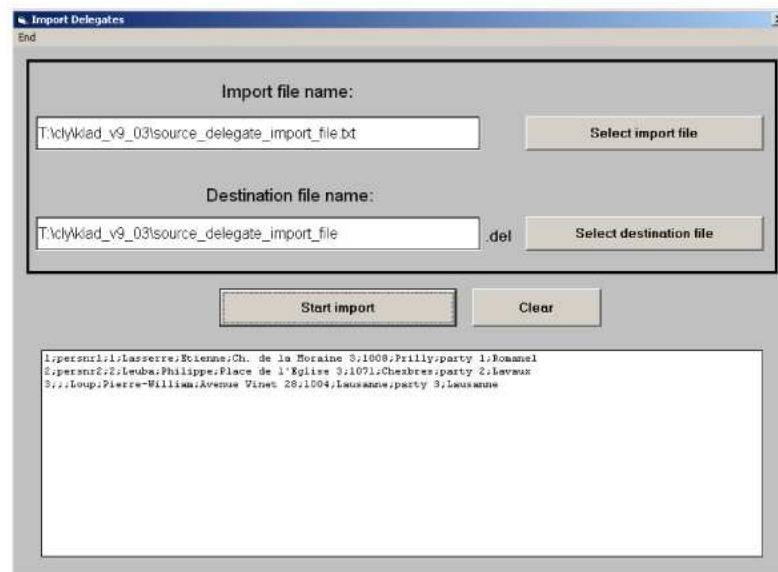 Import Delegates
End
Import file name:
T:\cly\klad_v9_03\source_delegate_import_file.txt
Select import file
Destination file name:
T:\cly\klad_v9_03\source_delegate_import_file
.del
Select destination file
Start import
Clear
1;persnr1;1;Lasserre;Etienne;Ch. de la Moraine 3;1008;Prilly;party 1;Romanel
2;persnr2;2;Leuba;Philippe;Place de l'Eglise 3;1071;Chexbres;party 2;Lavaux
3;;;Loup;Pierre-William;Avenue Vinet 28;1004;Lausanne;party 3;Lausanne